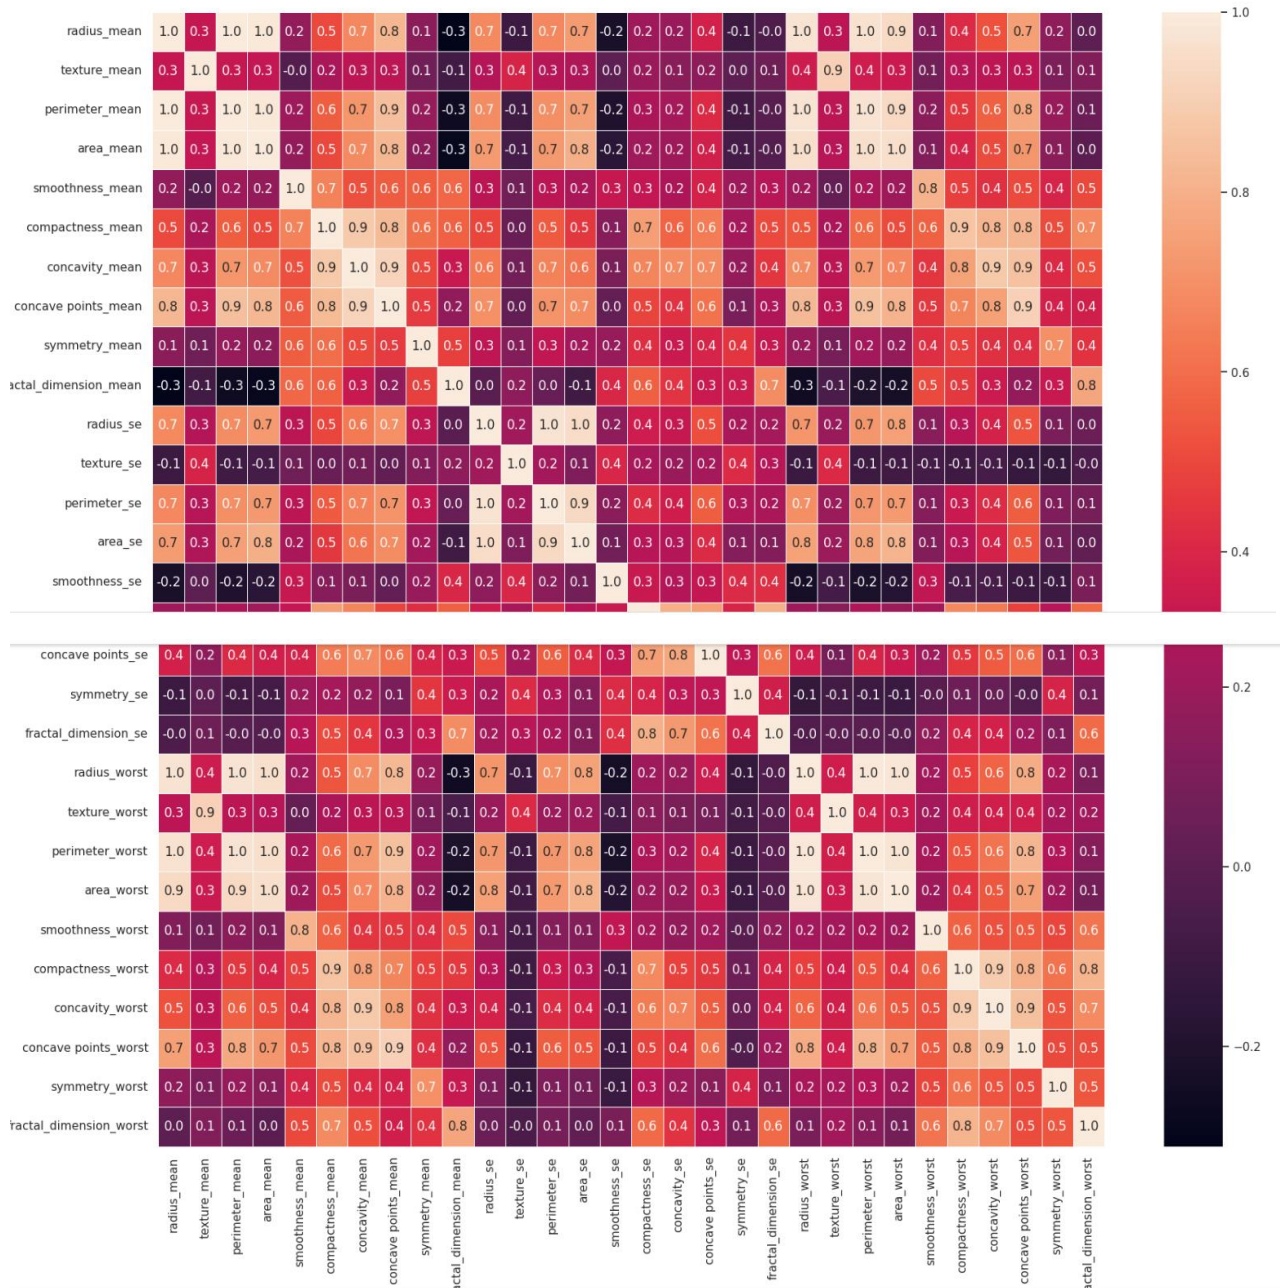 radius_mean 1.0 0.3 1.0 1.0 0.2 0.5 0.7 0.8 0.1 -0.3 0.7 -0.1 0.7 0.7 -0.2 0.2 0.2 0.4 -0.1 -0.0 1.0 0.3 1.0 0.9 0.1 0.4 0.5 0.7 0.2 0.0 1.0
texture_mean 0.3 1.0 0.3 0.3 -0.0 0.2 0.3 0.3 0.1 -0.1 0.3 0.4 0.3 0.3 0.0 0.2 0.1 0.2 0.0 0.1 0.4 0.9 0.4 0.3 0.1 0.3 0.3 0.3 0.1 0.1
perimeter_mean 1.0 0.3 1.0 1.0 0.2 0.6 0.7 0.9 0.2 -0.3 0.7 -0.1 0.7 0.7 -0.2 0.3 0.2 0.4 -0.1 -0.0 1.0 0.3 1.0 0.9 0.2 0.5 0.6 0.8 0.2 0.1
area_mean 1.0 0.3 1.0 1.0 0.2 0.5 0.7 0.8 0.2 -0.3 0.7 -0.1 0.7 0.8 -0.2 0.2 0.2 0.4 -0.1 -0.0 1.0 0.3 1.0 1.0 0.1 0.4 0.5 0.7 0.1 0.0
smoothness_mean 0.2 -0.0 0.2 0.2 1.0 0.7 0.5 0.6 0.6 0.6 0.3 0.1 0.3 0.2 0.3 0.3 0.2 0.4 0.2 0.3 0.2 0.0 0.2 0.2 0.8 0.5 0.4 0.5 0.4 0.5 0.8
compactness_mean 0.5 0.2 0.6 0.5 0.7 1.0 0.9 0.8 0.6 0.6 0.5 0.0 0.5 0.5 0.1 0.7 0.6 0.6 0.2 0.5 0.5 0.2 0.6 0.5 0.6 0.9 0.8 0.8 0.5 0.7
concavity_mean 0.7 0.3 0.7 0.7 0.5 0.9 1.0 0.9 0.5 0.3 0.6 0.1 0.7 0.6 0.1 0.7 0.7 0.7 0.2 0.4 0.7 0.3 0.7 0.7 0.4 0.8 0.9 0.9 0.4 0.5
concave points_mean 0.8 0.3 0.9 0.8 0.6 0.8 0.9 1.0 0.5 0.2 0.7 0.0 0.7 0.7 0.0 0.5 0.4 0.6 0.1 0.3 0.8 0.3 0.9 0.8 0.5 0.7 0.8 0.9 0.4 0.4
symmetry_mean 0.1 0.1 0.2 0.2 0.6 0.6 0.5 0.5 1.0 0.5 0.3 0.1 0.3 0.2 0.2 0.4 0.3 0.4 0.4 0.3 0.2 0.1 0.2 0.2 0.4 0.5 0.4 0.4 0.7 0.4
actal_dimension_mean -0.3 -0.1 -0.3 -0.3 0.6 0.6 0.3 0.2 0.5 1.0 0.0 0.2 0.0 -0.1 0.4 0.6 0.4 0.3 0.3 0.7 -0.3 -0.1 -0.2 -0.2 0.5 0.5 0.3 0.2 0.3 0.8 0.6
radius_se 0.7 0.3 0.7 0.7 0.3 0.5 0.6 0.7 0.3 0.0 1.0 0.2 1.0 1.0 0.2 0.4 0.3 0.5 0.2 0.2 0.7 0.2 0.7 0.8 0.1 0.3 0.4 0.5 0.1 0.0
texture_se -0.1 0.4 -0.1 -0.1 0.1 0.0 0.1 0.0 0.1 0.2 0.2 1.0 0.2 0.1 0.4 0.2 0.2 0.2 0.4 0.3 -0.1 0.4 -0.1 -0.1 -0.1 -0.1 -0.1 -0.1 -0.1 -0.0
perimeter_se 0.7 0.3 0.7 0.7 0.3 0.5 0.7 0.7 0.3 0.0 1.0 0.2 1.0 0.9 0.2 0.4 0.4 0.6 0.3 0.2 0.7 0.2 0.7 0.7 0.1 0.3 0.4 0.6 0.1 0.1
area_se 0.7 0.3 0.7 0.8 0.2 0.5 0.6 0.7 0.2 -0.1 1.0 0.1 0.9 1.0 0.1 0.3 0.3 0.4 0.1 0.1 0.8 0.2 0.8 0.8 0.1 0.3 0.4 0.5 0.1 0.0 0.4
smoothness_se -0.2 0.0 -0.2 -0.2 0.3 0.1 0.1 0.0 0.2 0.4 0.2 0.4 0.2 0.1 1.0 0.3 0.3 0.3 0.4 0.4 -0.2 -0.1 -0.2 -0.2 0.3 -0.1 -0.1 -0.1 -0.1 0.1
concave points_se 0.4 0.2 0.4 0.4 0.4 0.6 0.7 0.6 0.4 0.3 0.5 0.2 0.6 0.4 0.3 0.7 0.8 1.0 0.3 0.6 0.4 0.1 0.4 0.3 0.2 0.5 0.5 0.6 0.1 0.3
symmetry_se -0.1 0.0 -0.1 -0.1 0.2 0.2 0.2 0.1 0.4 0.3 0.2 0.4 0.3 0.1 0.4 0.4 0.3 0.3 1.0 0.4 -0.1 -0.1 -0.1 -0.1 -0.0 0.1 0.0 -0.0 0.4 0.1 0.2
fractal_dimension_se -0.0 0.1 -0.0 -0.0 0.3 0.5 0.4 0.3 0.3 0.7 0.2 0.3 0.2 0.1 0.4 0.8 0.7 0.6 0.4 1.0 -0.0 -0.0 -0.0 -0.0 0.2 0.4 0.4 0.2 0.1 0.6
radius_worst 1.0 0.4 1.0 1.0 0.2 0.5 0.7 0.8 0.2 -0.3 0.7 -0.1 0.7 0.8 -0.2 0.2 0.2 0.4 -0.1 -0.0 1.0 0.4 1.0 1.0 0.2 0.5 0.6 0.8 0.2 0.1
texture_worst 0.3 0.9 0.3 0.3 0.0 0.2 0.3 0.3 0.1 -0.1 0.2 0.4 0.2 0.2 -0.1 0.1 0.1 0.1 -0.1 -0.0 0.4 1.0 0.4 0.3 0.2 0.4 0.4 0.4 0.2 0.2
perimeter_worst 1.0 0.4 1.0 1.0 0.2 0.6 0.7 0.9 0.2 -0.2 0.7 -0.1 0.7 0.8 -0.2 0.3 0.2 0.4 -0.1 -0.0 1.0 0.4 1.0 1.0 0.2 0.5 0.6 0.8 0.3 0.1 0.0
area_worst 0.9 0.3 0.9 1.0 0.2 0.5 0.7 0.8 0.2 -0.2 0.8 -0.1 0.7 0.8 -0.2 0.2 0.2 0.3 -0.1 -0.0 1.0 0.3 1.0 1.0 0.2 0.4 0.5 0.7 0.2 0.1
smoothness_worst 0.1 0.1 0.2 0.1 0.8 0.6 0.4 0.5 0.4 0.5 0.1 -0.1 0.1 0.1 0.3 0.2 0.2 0.2 -0.0 0.2 0.2 0.2 0.2 0.2 1.0 0.6 0.5 0.5 0.5 0.6
compactness_worst 0.4 0.3 0.5 0.4 0.5 0.9 0.8 0.7 0.5 0.5 0.3 -0.1 0.3 0.3 -0.1 0.7 0.5 0.5 0.1 0.4 0.5 0.4 0.5 0.4 0.6 1.0 0.9 0.8 0.6 0.8
concavity_worst 0.5 0.3 0.6 0.5 0.4 0.8 0.9 0.8 0.4 0.3 0.4 -0.1 0.4 0.4 -0.1 0.6 0.7 0.5 0.0 0.4 0.6 0.4 0.6 0.5 0.5 0.9 1.0 0.9 0.5 0.7
concave points_worst 0.7 0.3 0.8 0.7 0.5 0.8 0.9 0.9 0.4 0.2 0.5 -0.1 0.6 0.5 -0.1 0.5 0.4 0.6 -0.0 0.2 0.8 0.4 0.8 0.7 0.5 0.8 0.9 1.0 0.5 0.5 −0.2
symmetry_worst 0.2 0.1 0.2 0.1 0.4 0.5 0.4 0.4 0.7 0.3 0.1 -0.1 0.1 0.1 -0.1 0.3 0.2 0.1 0.4 0.1 0.2 0.2 0.3 0.2 0.5 0.6 0.5 0.5 1.0 0.5
ractal_dimension_worst 0.0 0.1 0.1 0.0 0.5 0.7 0.5 0.4 0.4 0.8 0.0 -0.0 0.1 0.0 0.1 0.6 0.4 0.3 0.1 0.6 0.1 0.2 0.1 0.1 0.6 0.8 0.7 0.5 0.5 1.0
radius_mean
texture_mean
perimeter_mean
area_mean
smoothness_mean
compactness_mean
concavity_mean
concave points_mean
symmetry_mean
actal_dimension_mean
radius_se
texture_se
perimeter_se
area_se
smoothness_se
compactness_se
concavity_se
concave points_se
symmetry_se
fractal_dimension_se
radius_worst
texture_worst
perimeter_worst
area_worst
smoothness_worst
compactness_worst
concavity_worst
concave points_worst
symmetry_worst
actal_dimension_worst